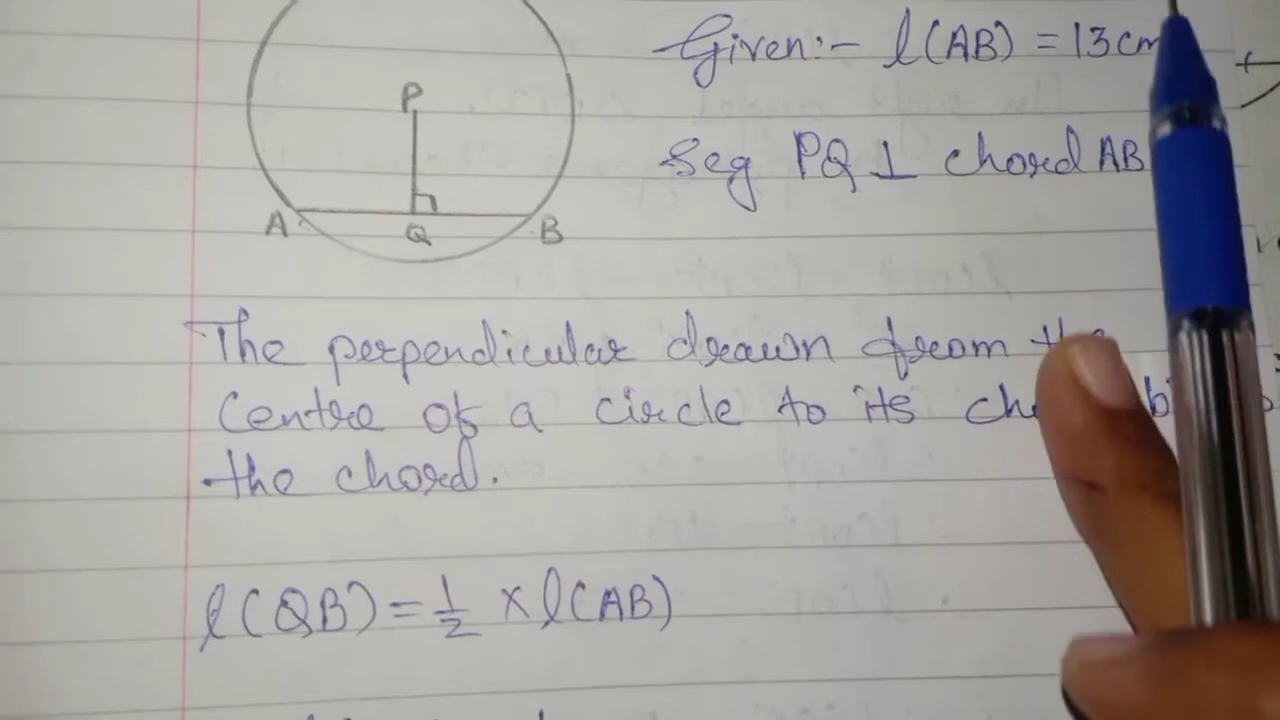 Given:- l(AB) = 13cm
P
Seg PQ ⊥ chord AB
A Q B
The perpendicular drawn from
Centre of a circle to its
the chord.
l(QB) = 1/2 × l(AB)